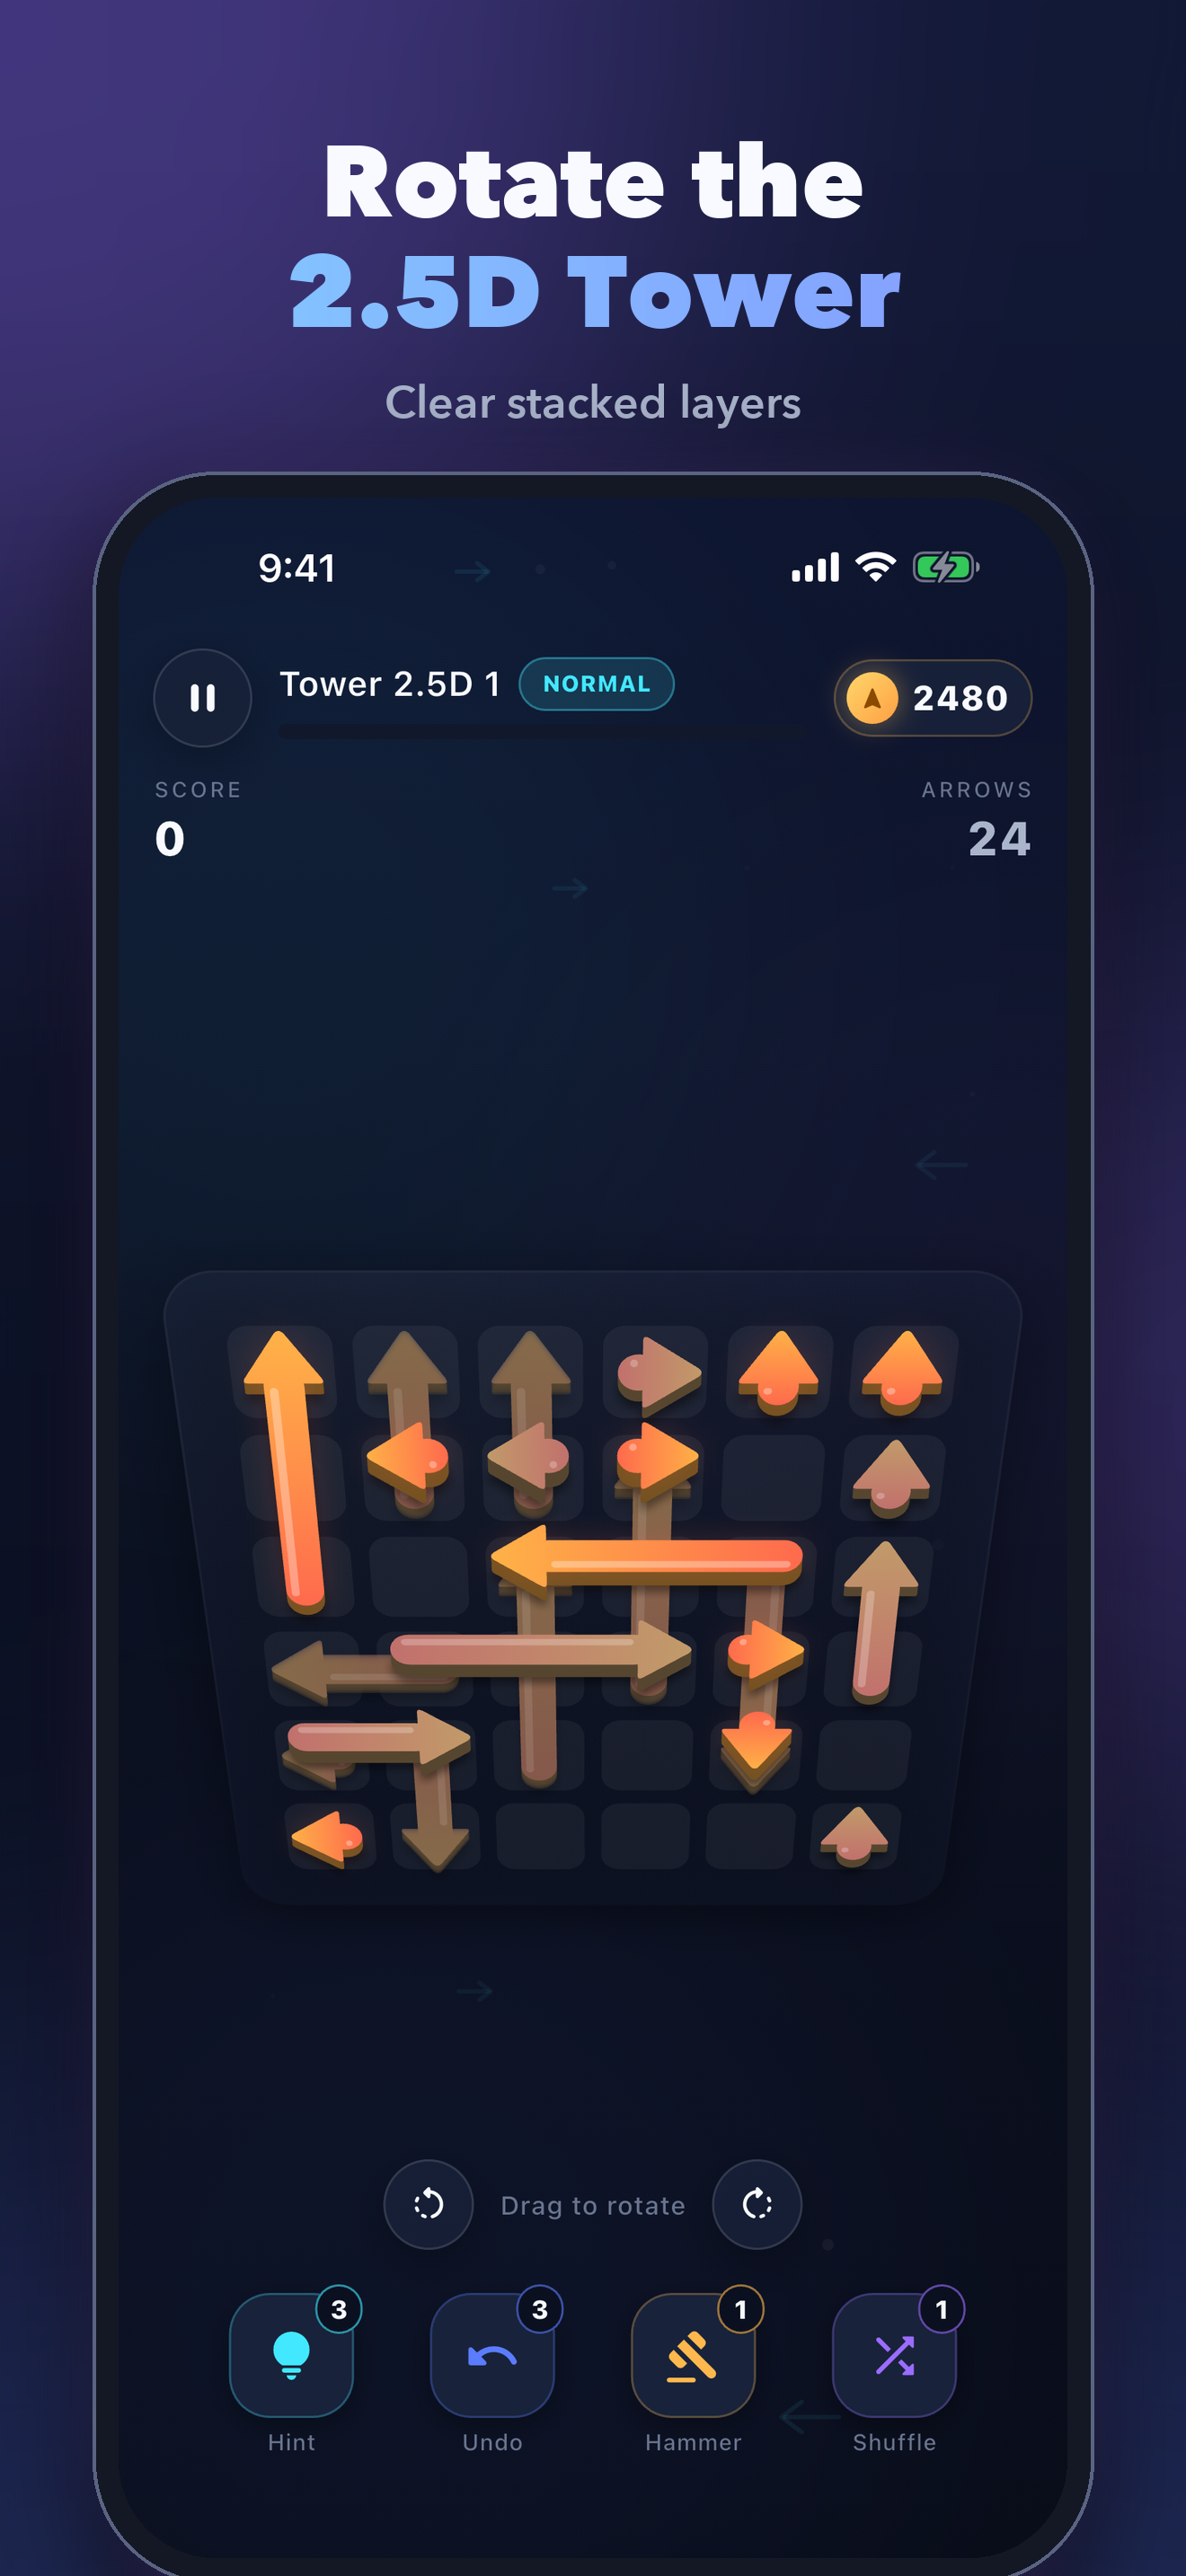 Rotate the
2.5D Tower
Clear stacked layers
9:41
Tower 2.5D 1 NORMAL
2480
SCORE
ARROWS
0
24
Drag to rotate
3
3
1
1
Hint
Undo
Hammer
Shuffle